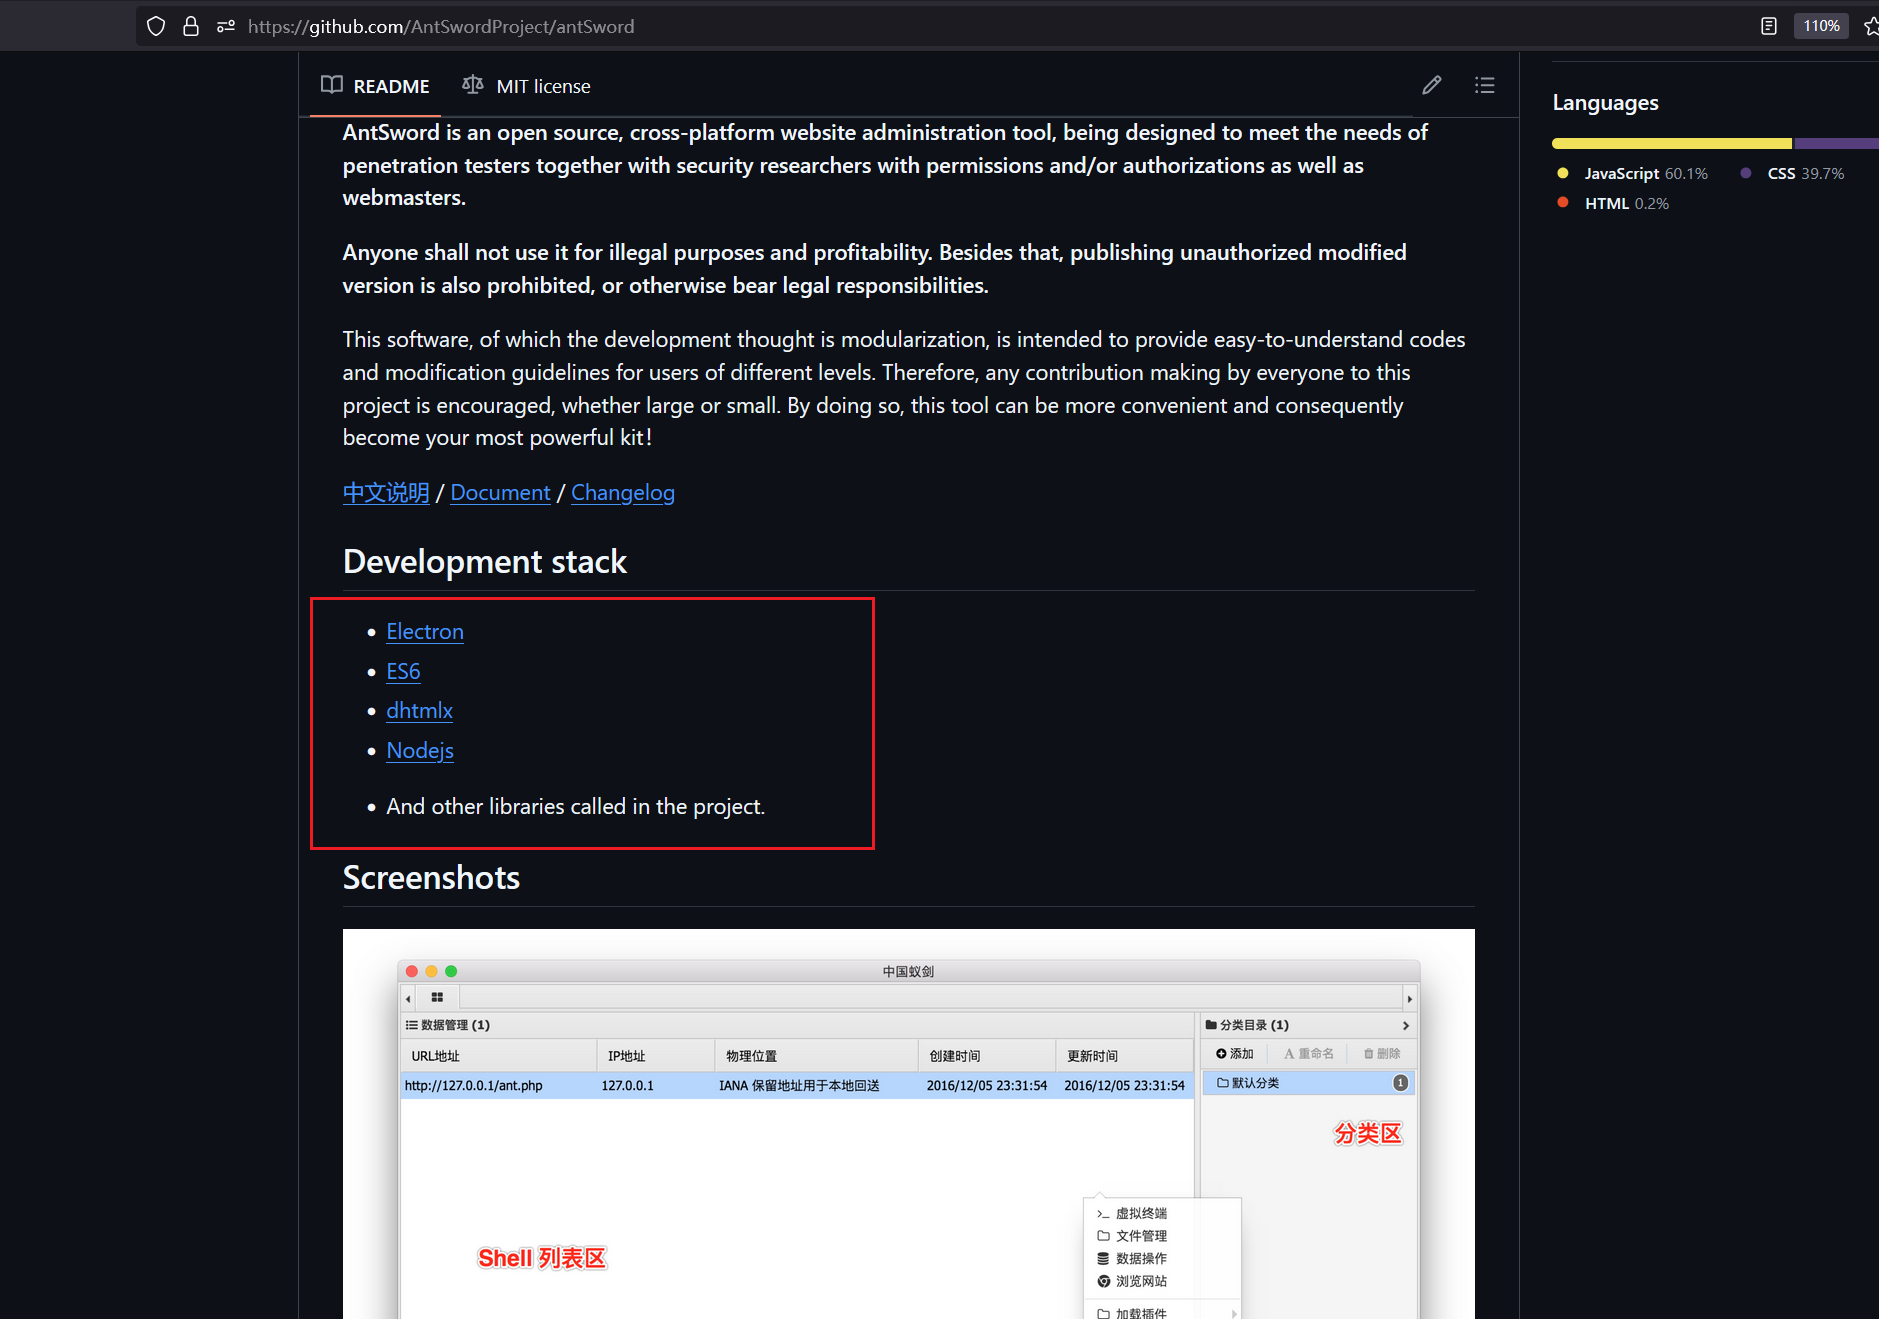 https://github.com/AntSwordProject/antSword
110%
README
MIT license
AntSword is an open source, cross-platform website administration tool, being designed to meet the needs of
penetration testers together with security researchers with permissions and/or authorizations as well as
webmasters.
Anyone shall not use it for illegal purposes and profitability. Besides that, publishing unauthorized modified
version is also prohibited, or otherwise bear legal responsibilities.
This software, of which the development thought is modularization, is intended to provide easy-to-understand codes
and modification guidelines for users of different levels. Therefore, any contribution making by everyone to this
project is encouraged, whether large or small. By doing so, this tool can be more convenient and consequently
become your most powerful kit!
中文说明 / Document / Changelog
Development stack
Electron
ES6
dhtmlx
Nodejs
And other libraries called in the project.
Screenshots
中国蚁剑
数据管理 (1)
URL地址 IP地址 物理位置 创建时间 更新时间
http://127.0.0.1/ant.php 127.0.0.1 IANA 保留地址用于本地回送 2016/12/05 23:31:54 2016/12/05 23:31:54
Shell 列表区
虚拟终端
文件管理
数据操作
浏览网站
加载插件
分类目录 (1)
添加 A 重命名 删除
默认分类 1
分类区
Languages
JavaScript 60.1% CSS 39.7%
HTML 0.2%